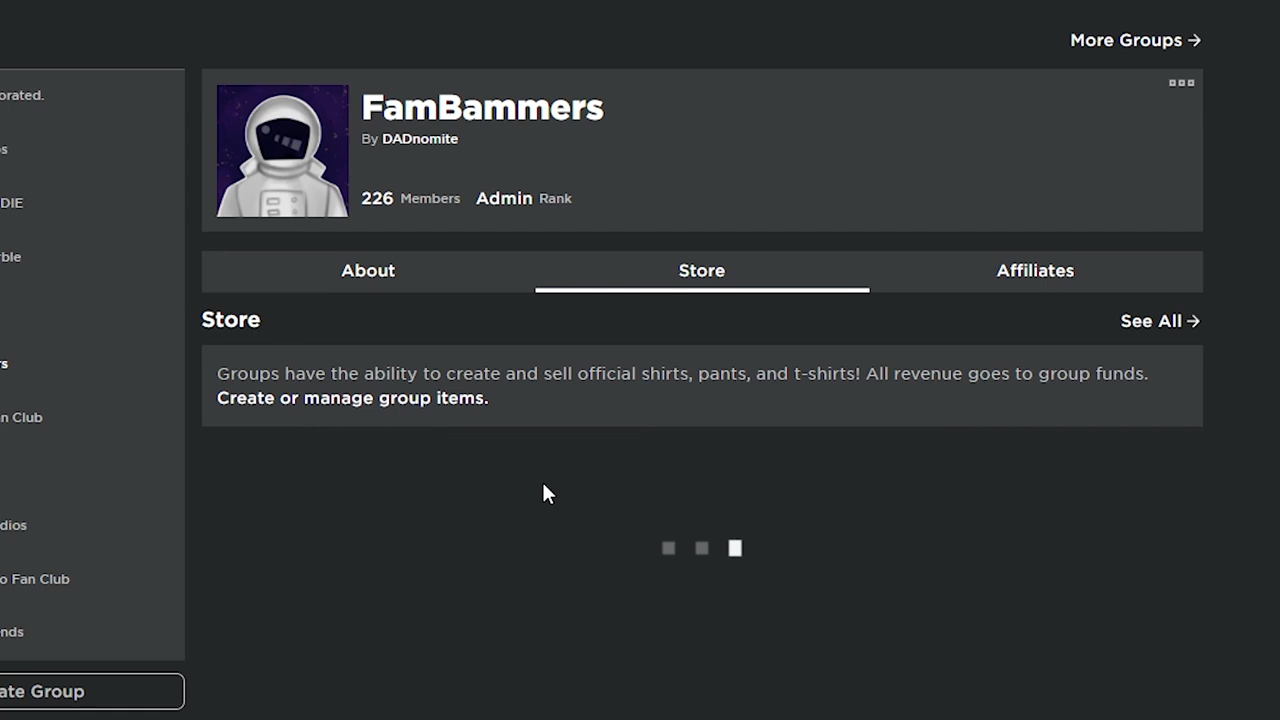 More Groups
orated.
s
DIE
rble
rs
n Club
dios
o Fan Club
nds
ate Group
FamBammers
By DADnomite
226 Members Admin Rank
About Store Affiliates
Store
See All
Groups have the ability to create and sell official shirts, pants, and t-shirts! All revenue goes to group funds.
Create or manage group items.